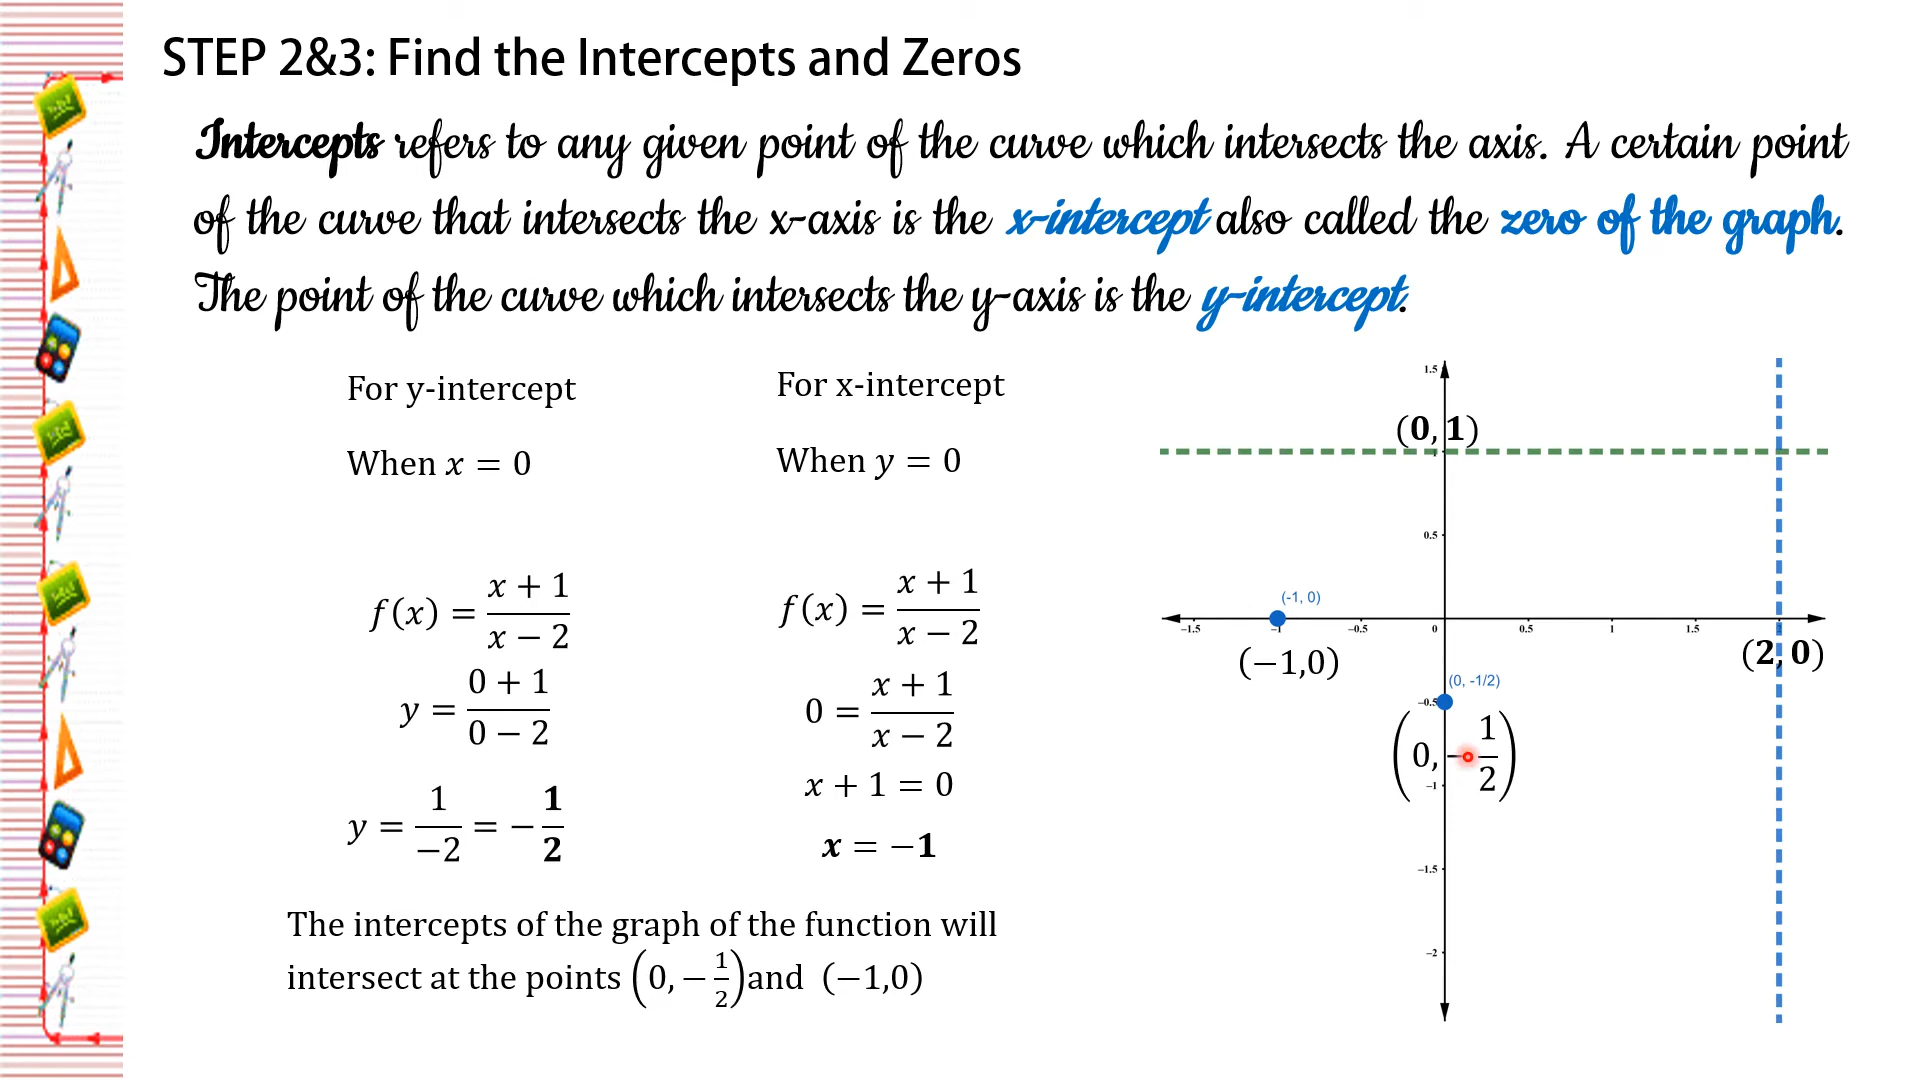 STEP 2&3: Find the Intercepts and Zeros
Intercepts refers to any given point of the curve which intersects the axis. A certain point
of the curve that intersects the x-axis is the x-intercept also called the zero of the graph.
The point of the curve which intersects the y-axis is the y-intercept.
For y-intercept
When x = 0
f(x) = (x + 1)/(x − 2)
y = (0 + 1)/(0 − 2)
y = 1/−2 = −1/2
For x-intercept
When y = 0
f(x) = (x + 1)/(x − 2)
0 = (x + 1)/(x − 2)
x + 1 = 0
x = −1
The intercepts of the graph of the function will
intersect at the points (0, −1/2) and (−1,0)
1.5
(0, 1)
0.5
(-1, 0)
−1.5 −1 −0.5 0 0.5 1 1.5
(−1,0)
(2, 0)
(0, -1/2)
−0.5
(0, −1/2)
−1
−1.5
−2